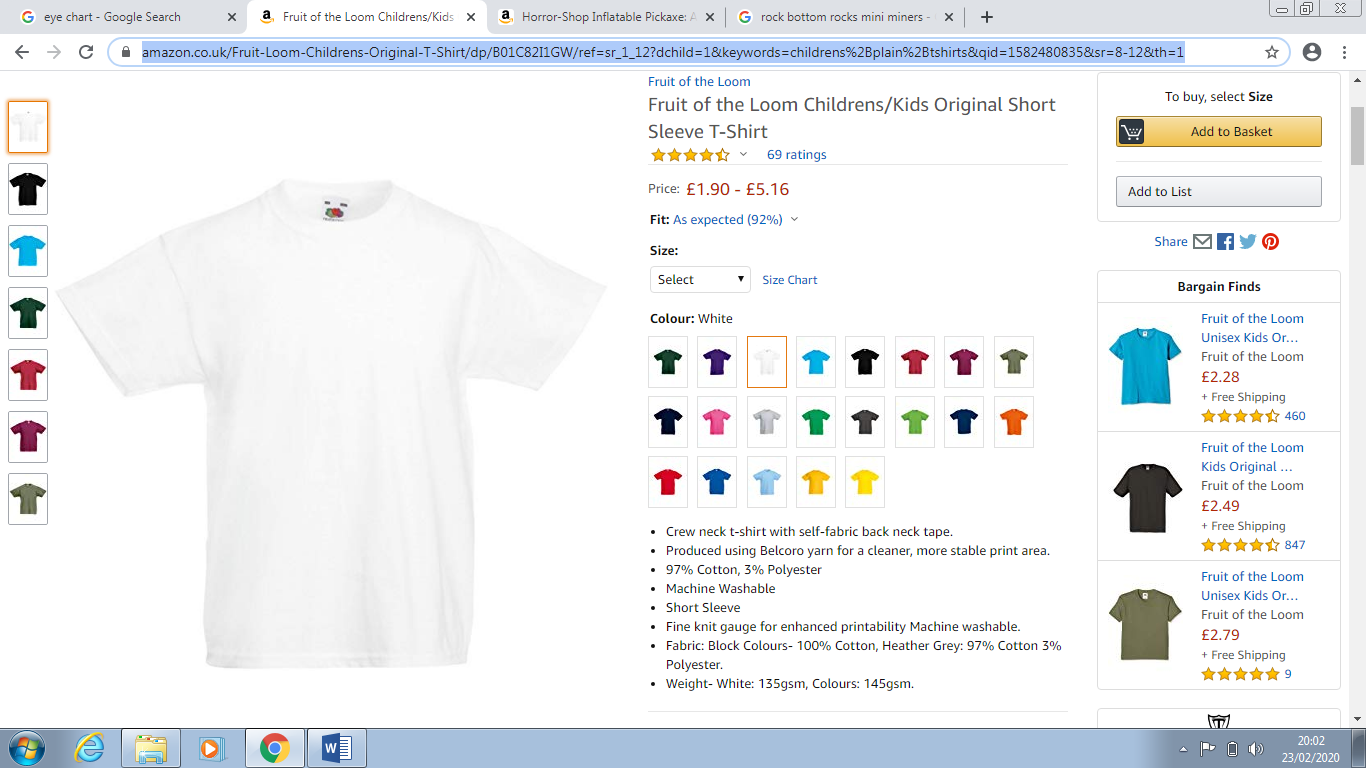 eye chart - Google Search
Fruit of the Loom Childrens/Kids
Horror-Shop Inflatable Pickaxe: A
rock bottom rocks mini miners -
amazon.co.uk/Fruit-Loom-Childrens-Original-T-Shirt/dp/B01C82I1GW/ref=sr_1_12?dchild=1&keywords=childrens%2Bplain%2Btshirts&qid=1582480835&sr=8-12&th=1
Fruit of the Loom
Fruit of the Loom Childrens/Kids Original Short
Sleeve T-Shirt
69 ratings
Price: £1.90 - £5.16
Fit: As expected (92%)
Size:
Select
Size Chart
Colour: White
Crew neck t-shirt with self-fabric back neck tape.
Produced using Belcoro yarn for a cleaner, more stable print area.
97% Cotton, 3% Polyester
Machine Washable
Short Sleeve
Fine knit gauge for enhanced printability Machine washable.
Fabric: Block Colours- 100% Cotton, Heather Grey: 97% Cotton 3%
Polyester.
Weight- White: 135gsm, Colours: 145gsm.
To buy, select Size
Add to Basket
Add to List
Share
Bargain Finds
Fruit of the Loom
Unisex Kids Or...
Fruit of the Loom
£2.28
+ Free Shipping
460
Fruit of the Loom
Kids Original ...
Fruit of the Loom
£2.49
+ Free Shipping
847
Fruit of the Loom
Unisex Kids Or...
Fruit of the Loom
£2.79
+ Free Shipping
9
20:02
23/02/2020